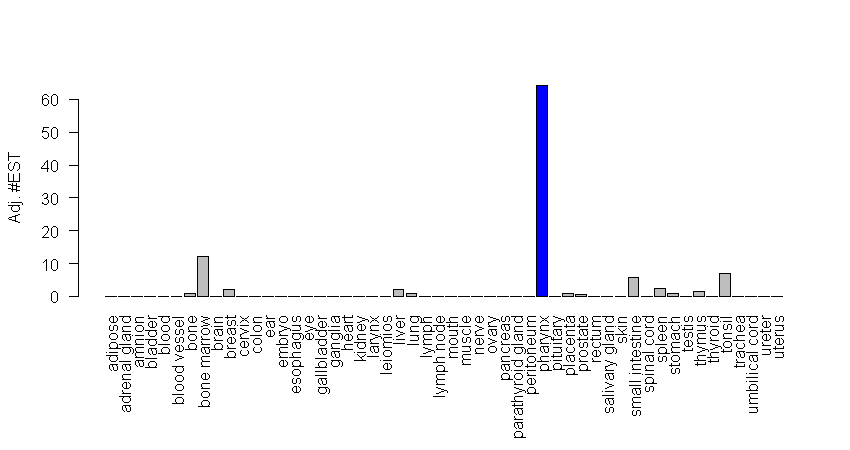 Adj. #EST
60
50
40
30
20
10
0
adipose
adrenal gland
amnion
bladder
blood
blood vessel
bone
bone marrow
brain
breast
cervix
colon
ear
embryo
esophagus
eye
gallbladder
ganglia
heart
kidney
larynx
leiomios
liver
lung
lymph
lymph node
mouth
muscle
nerve
ovary
pancreas
parathyroid gland
peritoneum
pharynx
pituitary
placenta
prostate
rectum
salivary gland
skin
small intestine
spinal cord
spleen
stomach
testis
thymus
thyroid
tonsil
trachea
umbilical cord
ureter
uterus